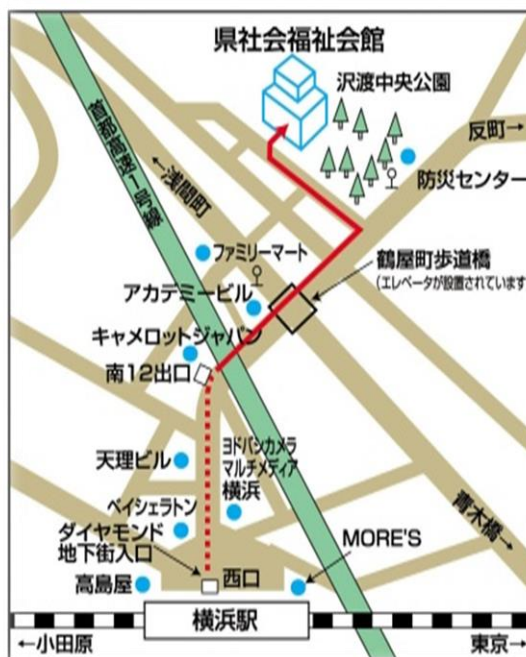 県社会福祉会館
沢渡中央公園
反町→
首都高速1号線
←浅間町
防災センター
ファミリーマート
鶴屋町歩道橋
(エレベータが設置されています
アカデミービル
キャメロットジャパン
南12出口
天理ビル
ヨドバシカメラ
マルチメディア
横浜
ベイシェラトン
ダイヤモンド
地下街入口
青木橋→
MORE'S
高島屋
西口
横浜駅
←小田原
東京→